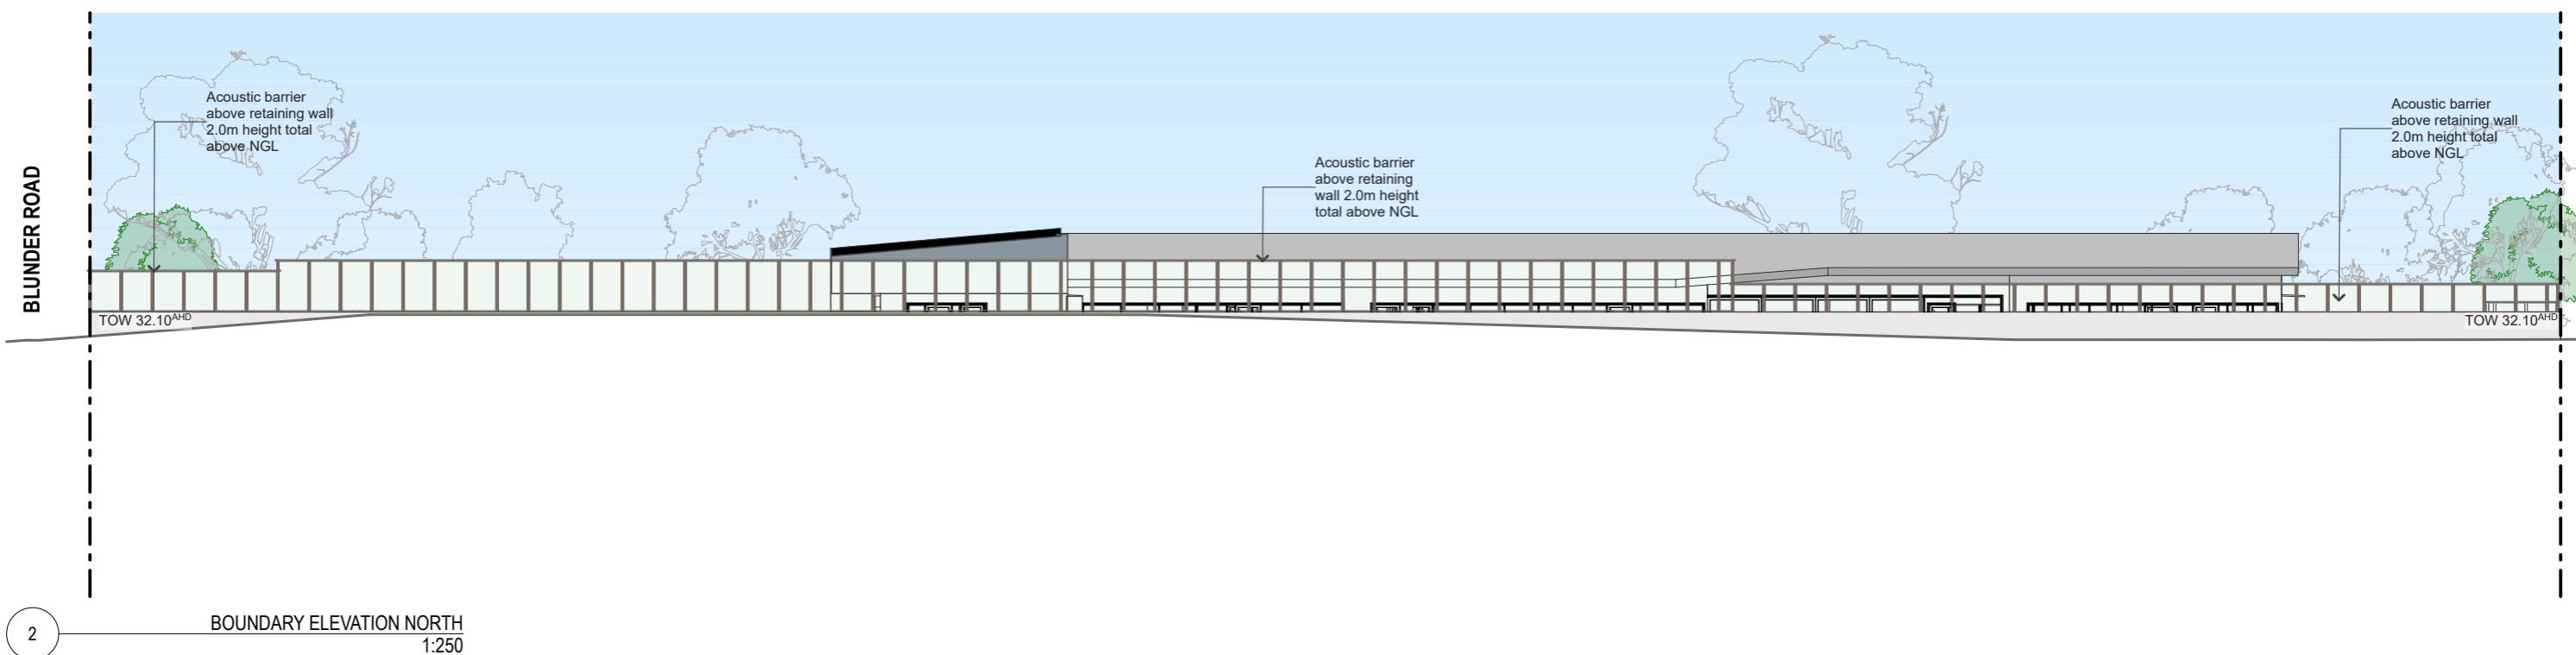 Acoustic barrier
above retaining wall
2.0m height total
above NGL
Acoustic barrier
above retaining
wall 2.0m height
total above NGL
Acoustic barrier
above retaining wall
2.0m height total
above NGL
BLUNDER ROAD
TOW 32.10AHD
TOW 32.10AHD
2
BOUNDARY ELEVATION NORTH
1:250